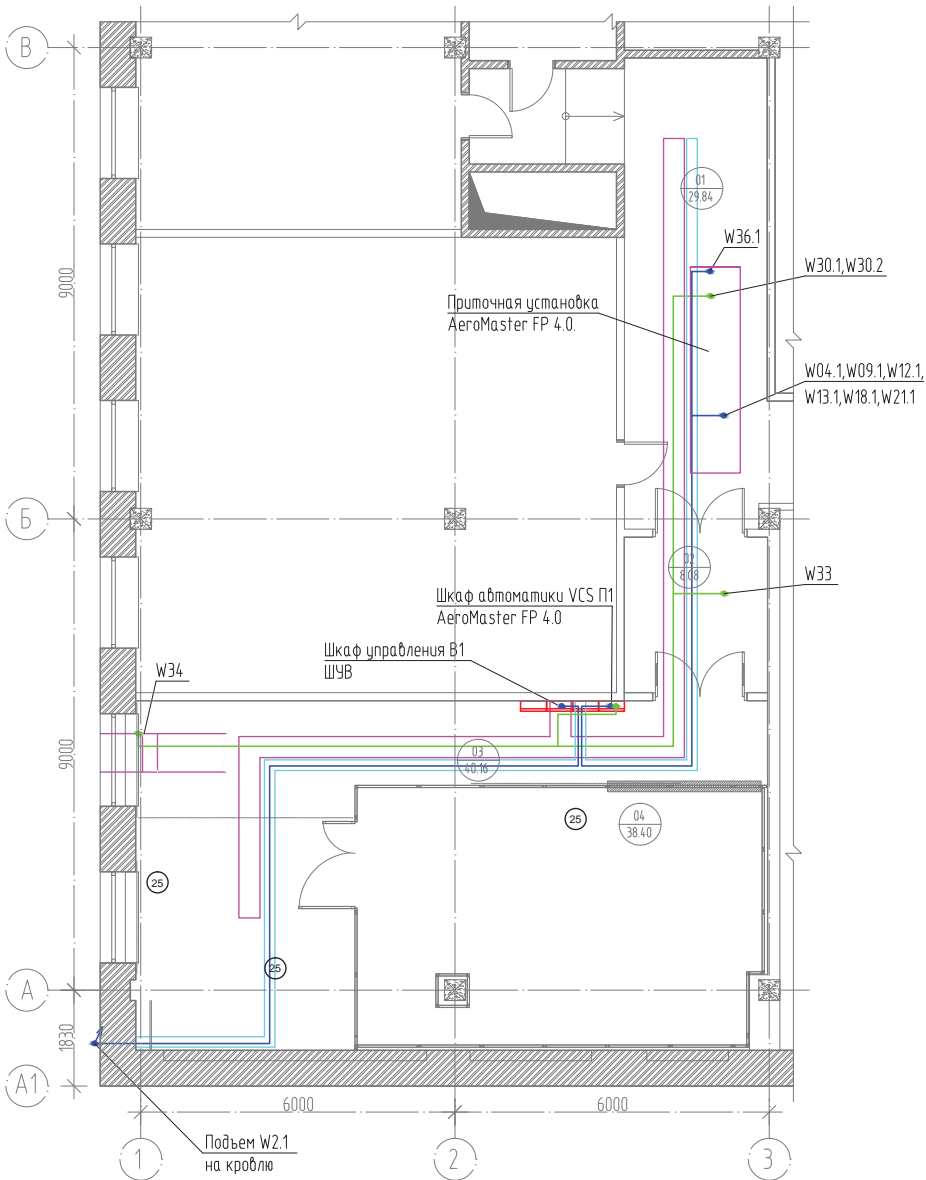 В
01
29.84
W36.1
W30.1,W30.2
9000
Приточная установка
AeroMaster FP 4.0.
W04.1,W09.1,W12.1,
W13.1,W18.1,W21.1
Б
02
8.08
W33
Шкаф автоматики VCS П1
AeroMaster FP 4.0
Шкаф управления В1
ШУВ
W34
9000
03
40.16
04
38.40
25
25
25
А
1830
А1
6000
6000
Подъем W2.1
на кровлю
1
2
3